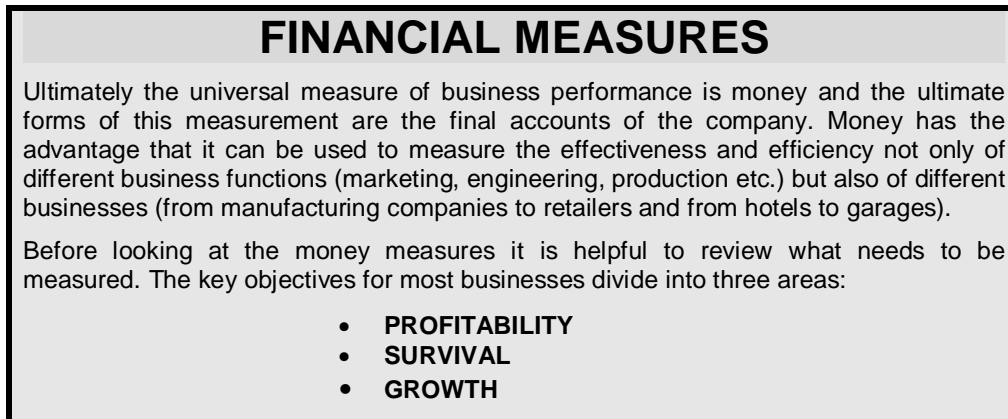 FINANCIAL MEASURES
Ultimately the universal measure of business performance is money and the ultimate
forms of this measurement are the final accounts of the company. Money has the
advantage that it can be used to measure the effectiveness and efficiency not only of
different business functions (marketing, engineering, production etc.) but also of different
businesses (from manufacturing companies to retailers and from hotels to garages).
Before looking at the money measures it is helpful to review what needs to be
measured. The key objectives for most businesses divide into three areas:
• PROFITABILITY
• SURVIVAL
• GROWTH